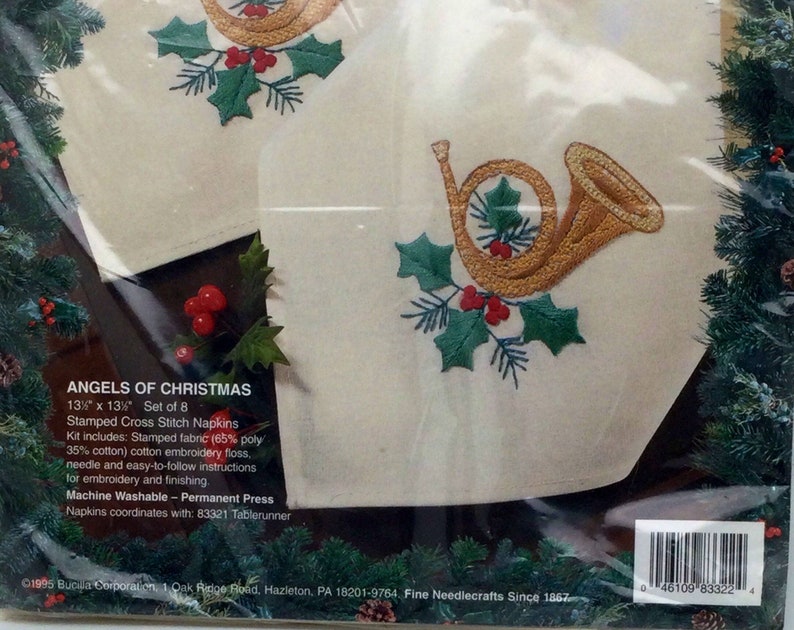 ANGELS OF CHRISTMAS
13½" x 13½" Set of 8
Stamped Cross Stitch Napkins
Kit includes: Stamped fabric (65% poly
35% cotton) cotton embroidery floss,
needle and easy-to-follow instructions
for embroidery and finishing.
Machine Washable – Permanent Press
Napkins coordinates with: 83321 Tablerunner
©1995 Bucilla Corporation, 1 Oak Ridge Road, Hazleton, PA 18201-9764. Fine Needlecrafts Since 1867.
0 46109 83322 4